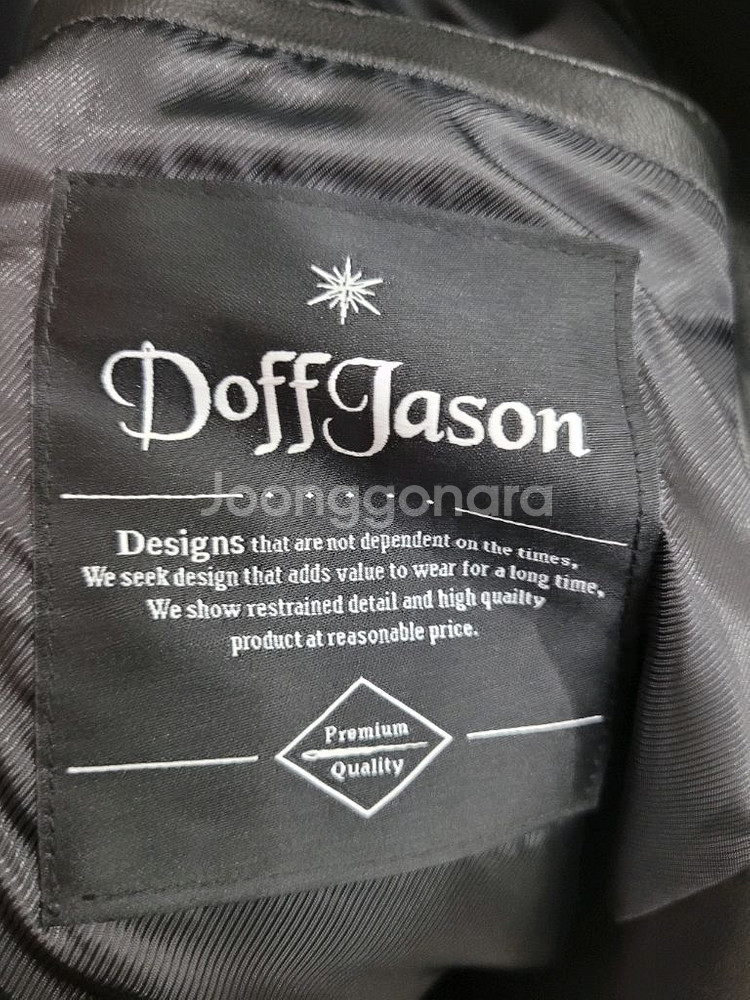 DoffJason
Joonggonara
Designs that are not dependent on the times,
We seek design that adds value to wear for a long time,
We show restrained detail and high quailty
product at reasonable price.
Premium
Quality